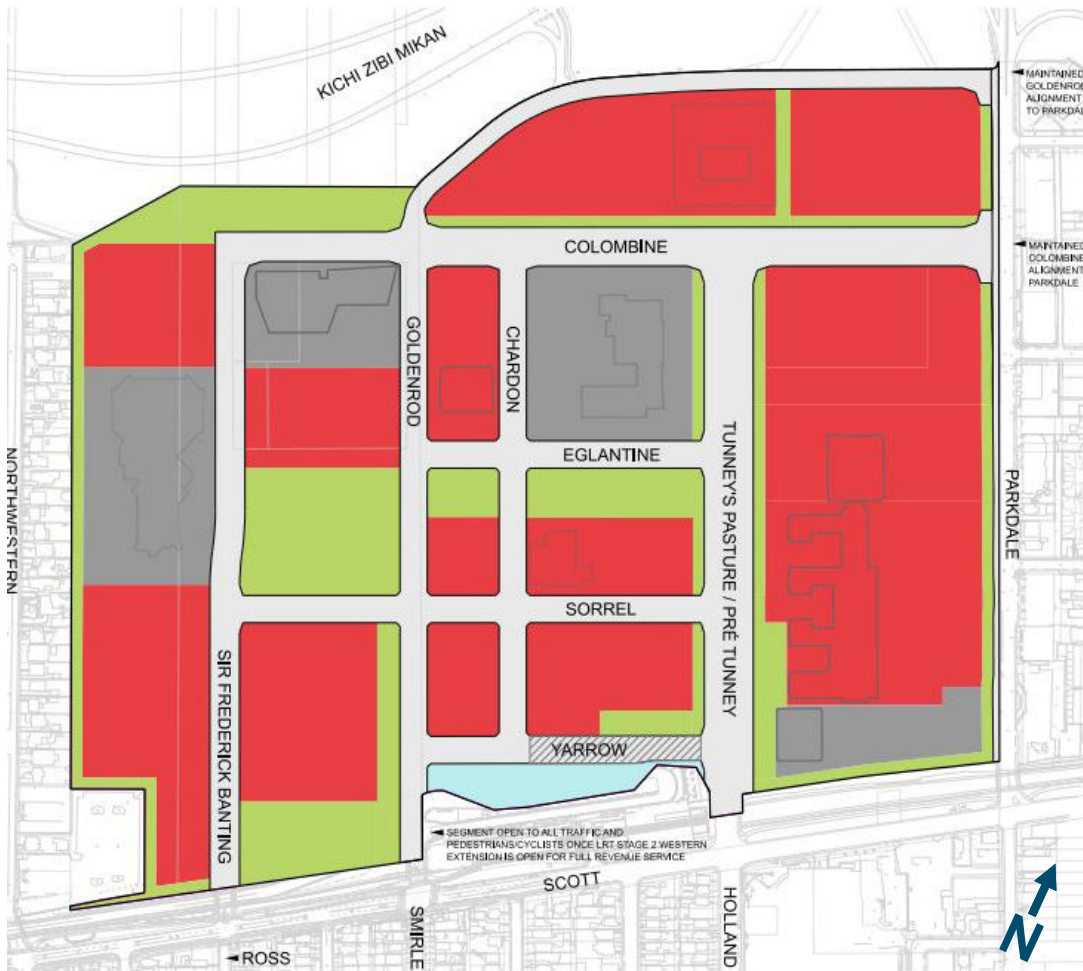 KICHI ZIBI MIKAN
MAINTAINED
GOLDENROD
ALIGNMENT
TO PARKDAL
COLOMBINE
MAINTAINED
COLOMBINE
ALIGNMENT
PARKDALE
GOLDENROD
CHARDON
EGLANTINE
TUNNEY'S PASTURE / PRÉ TUNNEY
PARKDALE
NORTHWESTERN
SORREL
SIR FREDERICK BANTING
YARROW
SEGMENT OPEN TO ALL TRAFFIC AND
PEDESTRIANS/CYCLISTS ONCE LRT STAGE 2 WESTERN
EXTENSION IS OPEN FOR FULL REVENUE SERVICE
SCOTT
SMIRLE
HOLLAND
ROSS
N